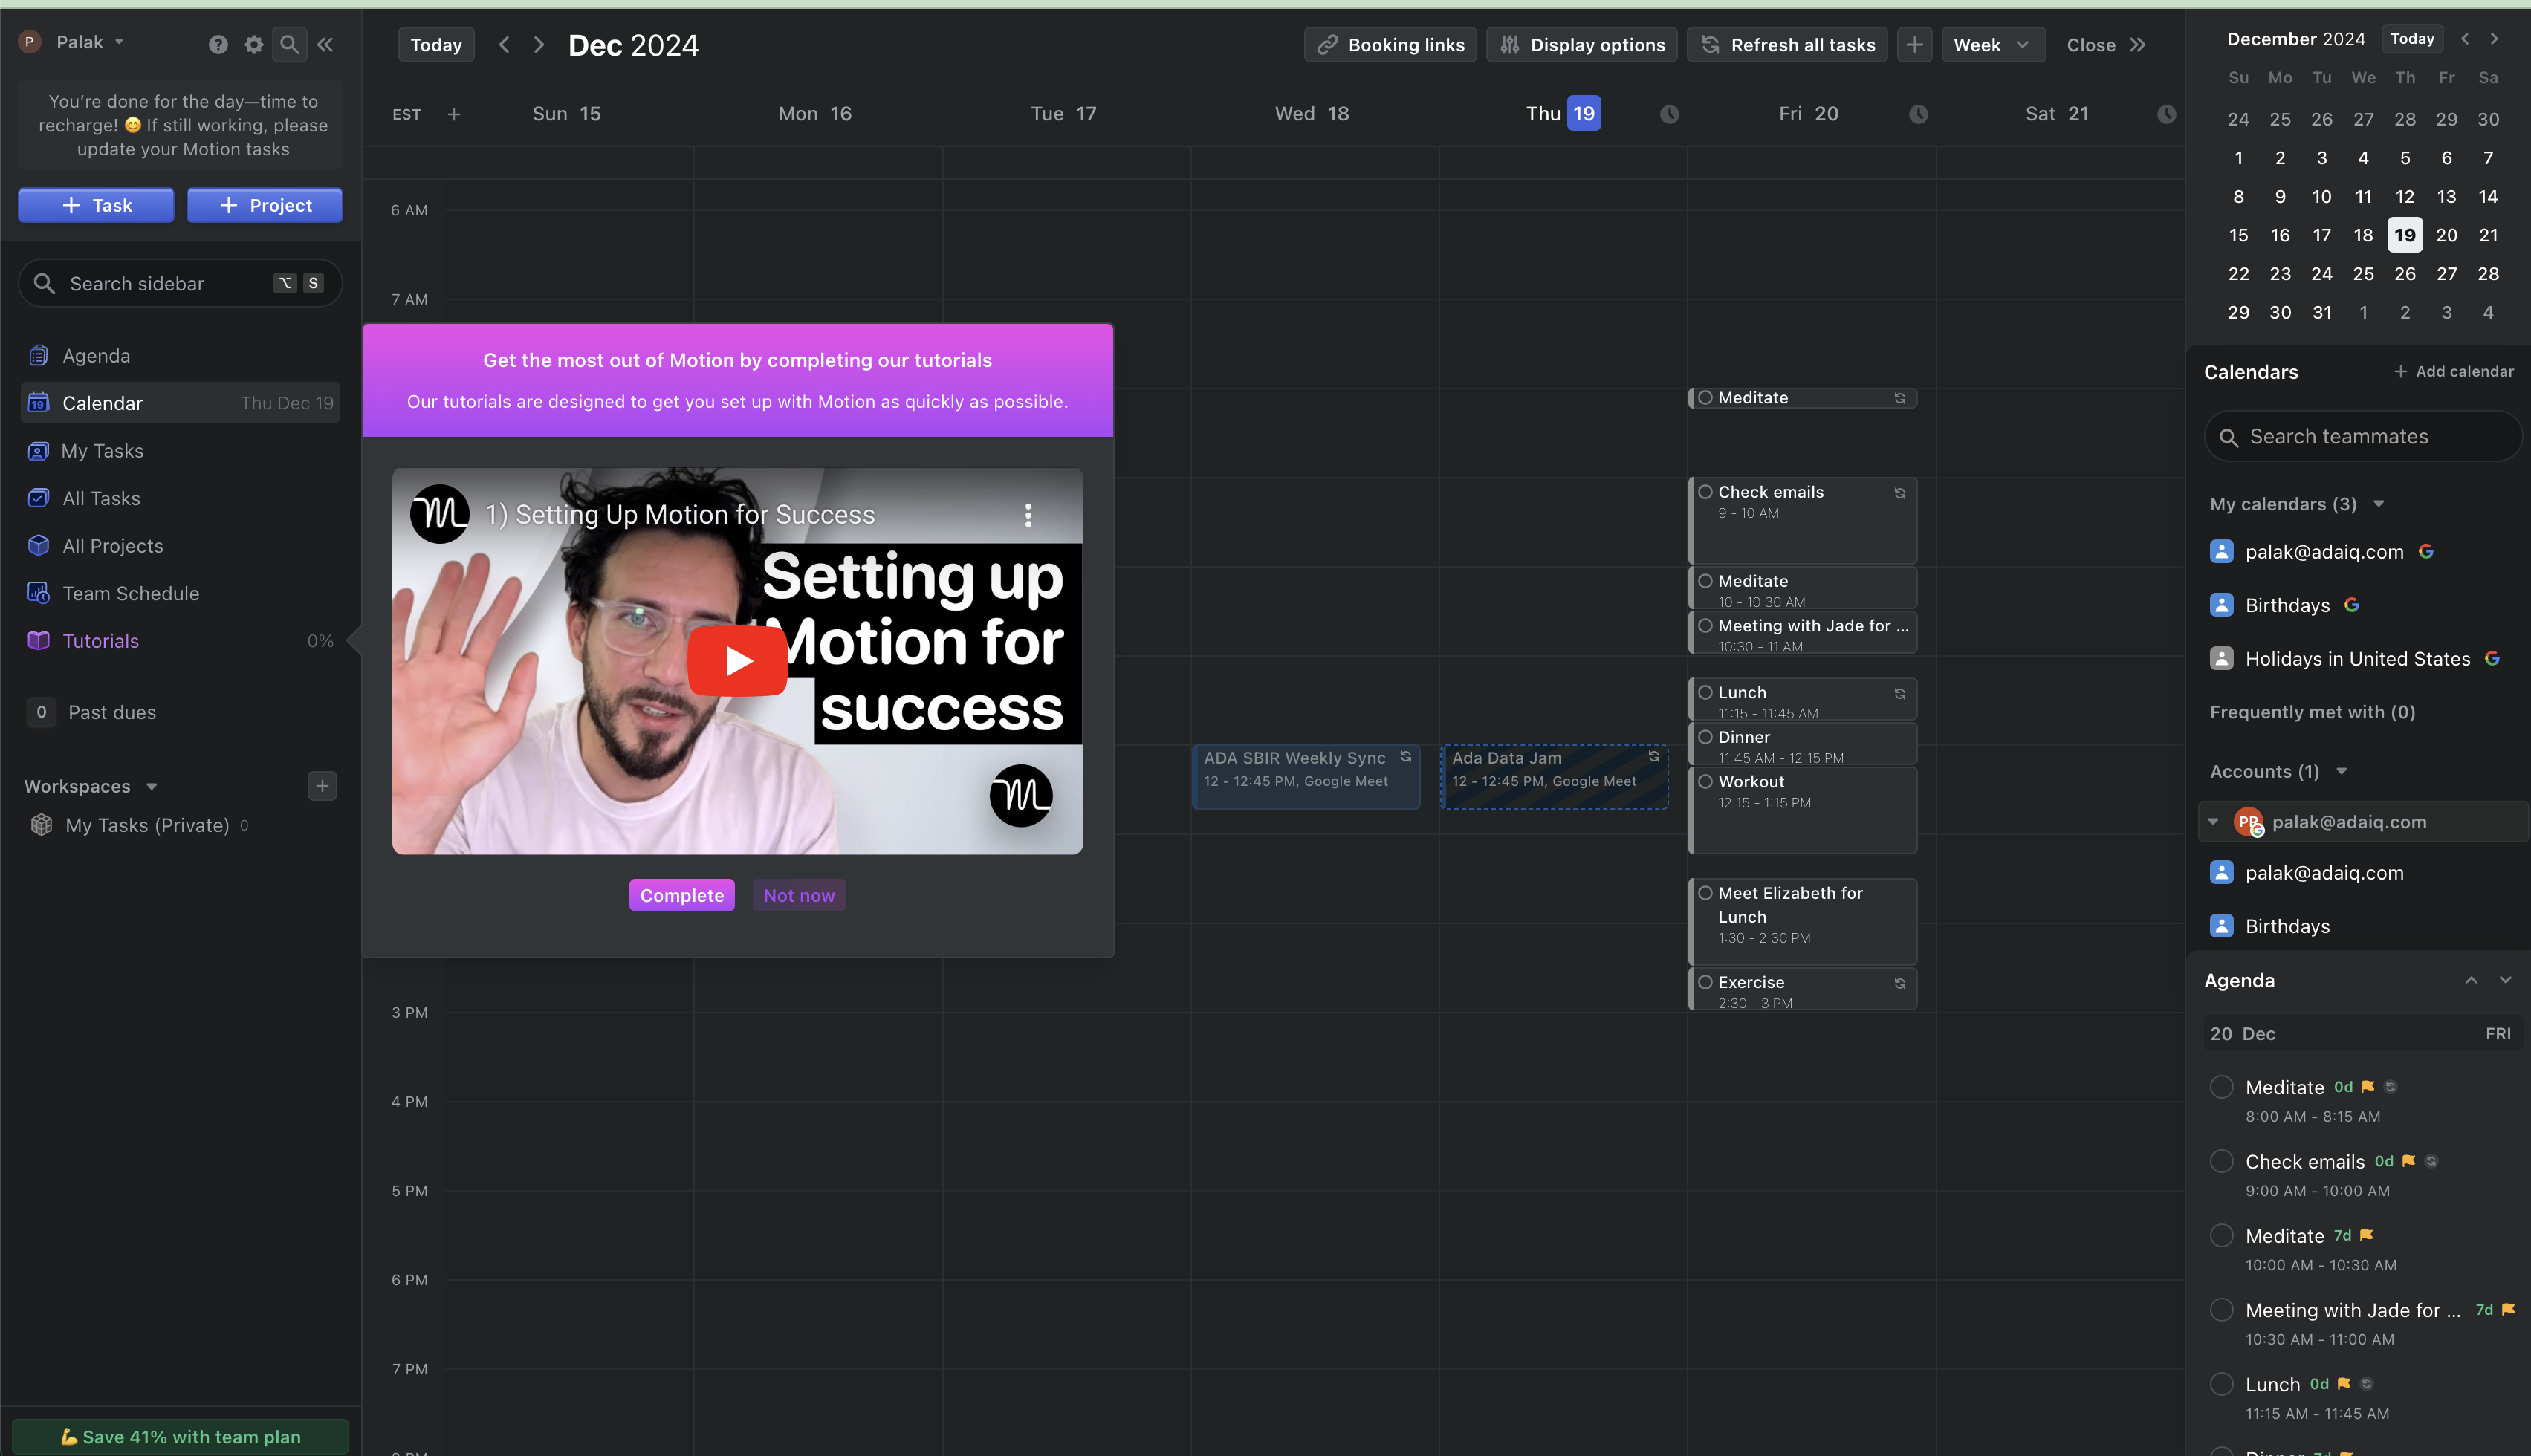 P
Palak
You're done for the day—time to
recharge! 😊 If still working, please
update your Motion tasks
+ Task
+ Project
Search sidebar
⌥ S
Agenda
19
Calendar
Thu Dec 19
My Tasks
All Tasks
All Projects
Team Schedule
Tutorials
0%
0
Past dues
Workspaces
My Tasks (Private) 0
💪 Save 41% with team plan
Today
Dec 2024
Booking links
Display options
Refresh all tasks
Week
Close
EST
Sun 15
Mon 16
Tue 17
Wed 18
Thu 19
Fri 20
Sat 21
6 AM
7 AM
3 PM
4 PM
5 PM
6 PM
7 PM
Get the most out of Motion by completing our tutorials
Our tutorials are designed to get you set up with Motion as quickly as possible.
1) Setting Up Motion for Success
Setting up
Motion for
success
Complete
Not now
ADA SBIR Weekly Sync
12 - 12:45 PM, Google Meet
Ada Data Jam
12 - 12:45 PM, Google Meet
Meditate
Check emails
9 - 10 AM
Meditate
10 - 10:30 AM
Meeting with Jade for ...
10:30 - 11 AM
Lunch
11:15 - 11:45 AM
Dinner
11:45 AM - 12:15 PM
Workout
12:15 - 1:15 PM
Meet Elizabeth for
Lunch
1:30 - 2:30 PM
Exercise
2:30 - 3 PM
December 2024
Today
Su Mo Tu We Th Fr Sa
24 25 26 27 28 29 30
1 2 3 4 5 6 7
8 9 10 11 12 13 14
15 16 17 18 19 20 21
22 23 24 25 26 27 28
29 30 31 1 2 3 4
Calendars
+ Add calendar
Search teammates
My calendars (3)
palak@adaiq.com
Birthdays
Holidays in United States
Frequently met with (0)
Accounts (1)
palak@adaiq.com
palak@adaiq.com
Birthdays
Agenda
20 Dec
FRI
Meditate 0d
8:00 AM - 8:15 AM
Check emails 0d
9:00 AM - 10:00 AM
Meditate 7d
10:00 AM - 10:30 AM
Meeting with Jade for ... 7d
10:30 AM - 11:00 AM
Lunch 0d
11:15 AM - 11:45 AM